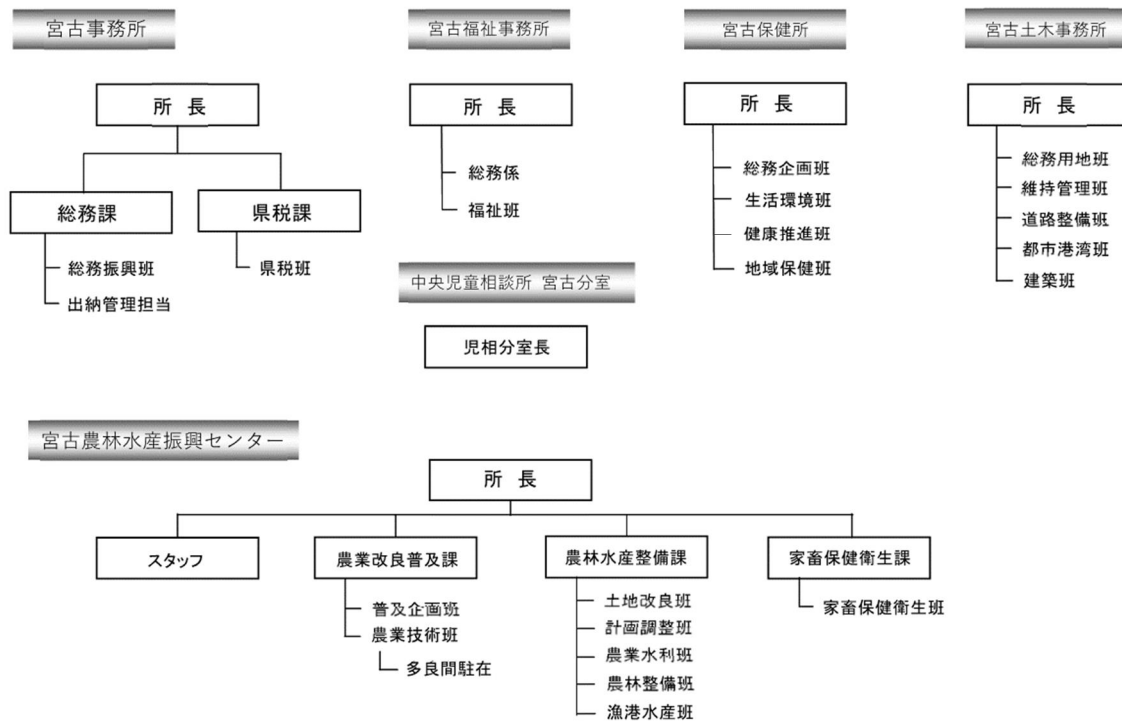 宮古事務所
所 長
総務課
総務振興班
出納管理担当
県税課
県税班
宮古福祉事務所
所 長
総務係
福祉班
中央児童相談所 宮古分室
児相分室長
宮古保健所
所 長
総務企画班
生活環境班
健康推進班
地域保健班
宮古土木事務所
所 長
総務用地班
維持管理班
道路整備班
都市港湾班
建築班
宮古農林水産振興センター
所 長
スタッフ
農業改良普及課
普及企画班
農業技術班
多良間駐在
農林水産整備課
土地改良班
計画調整班
農業水利班
農林整備班
漁港水産班
家畜保健衛生課
家畜保健衛生班